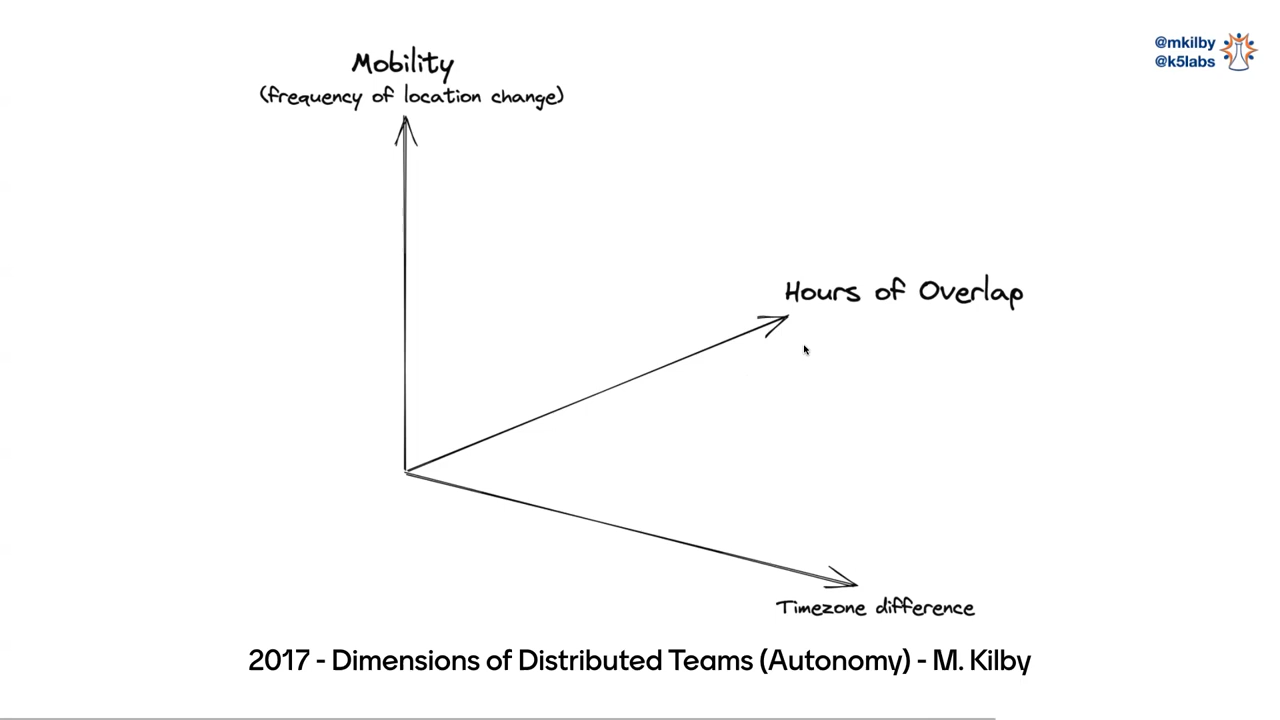 @mkilby
@k5labs
Mobility
(frequency of location change)
Hours of Overlap
Timezone difference
2017 - Dimensions of Distributed Teams (Autonomy) - M. Kilby